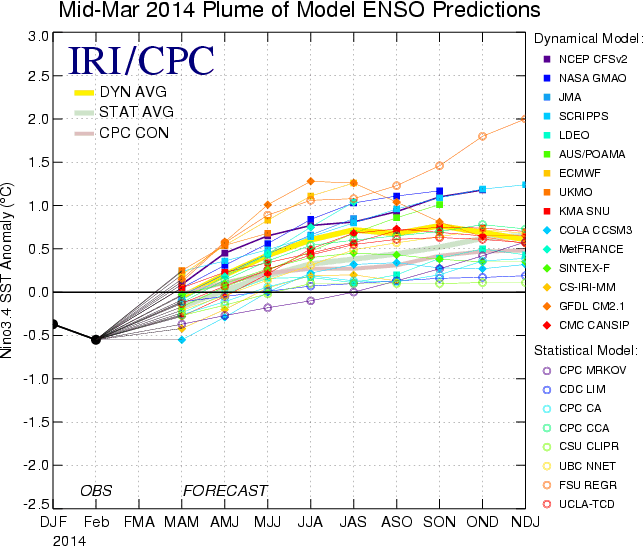 Mid-Mar 2014 Plume of Model ENSO Predictions
IRI/CPC
DYN AVG
STAT AVG
CPC CON
Nino3.4 SST Anomaly (°C)
3.0
2.5
2.0
1.5
1.0
0.5
0.0
-0.5
-1.0
-1.5
-2.0
-2.5
OBS
FORECAST
DJF Feb FMA MAM AMJ MJJ JJA JAS ASO SON OND NDJ
2014
Dynamical Model:
NCEP CFSv2
NASA GMAO
JMA
SCRIPPS
LDEO
AUS/POAMA
ECMWF
UKMO
KMA SNU
COLA CCSM3
MetFRANCE
SINTEX-F
CS-IRI-MM
GFDL CM2.1
CMC CANSIP
Statistical Model:
CPC MRKOV
CDC LIM
CPC CA
CPC CCA
CSU CLIPR
UBC NNET
FSU REGR
UCLA-TCD